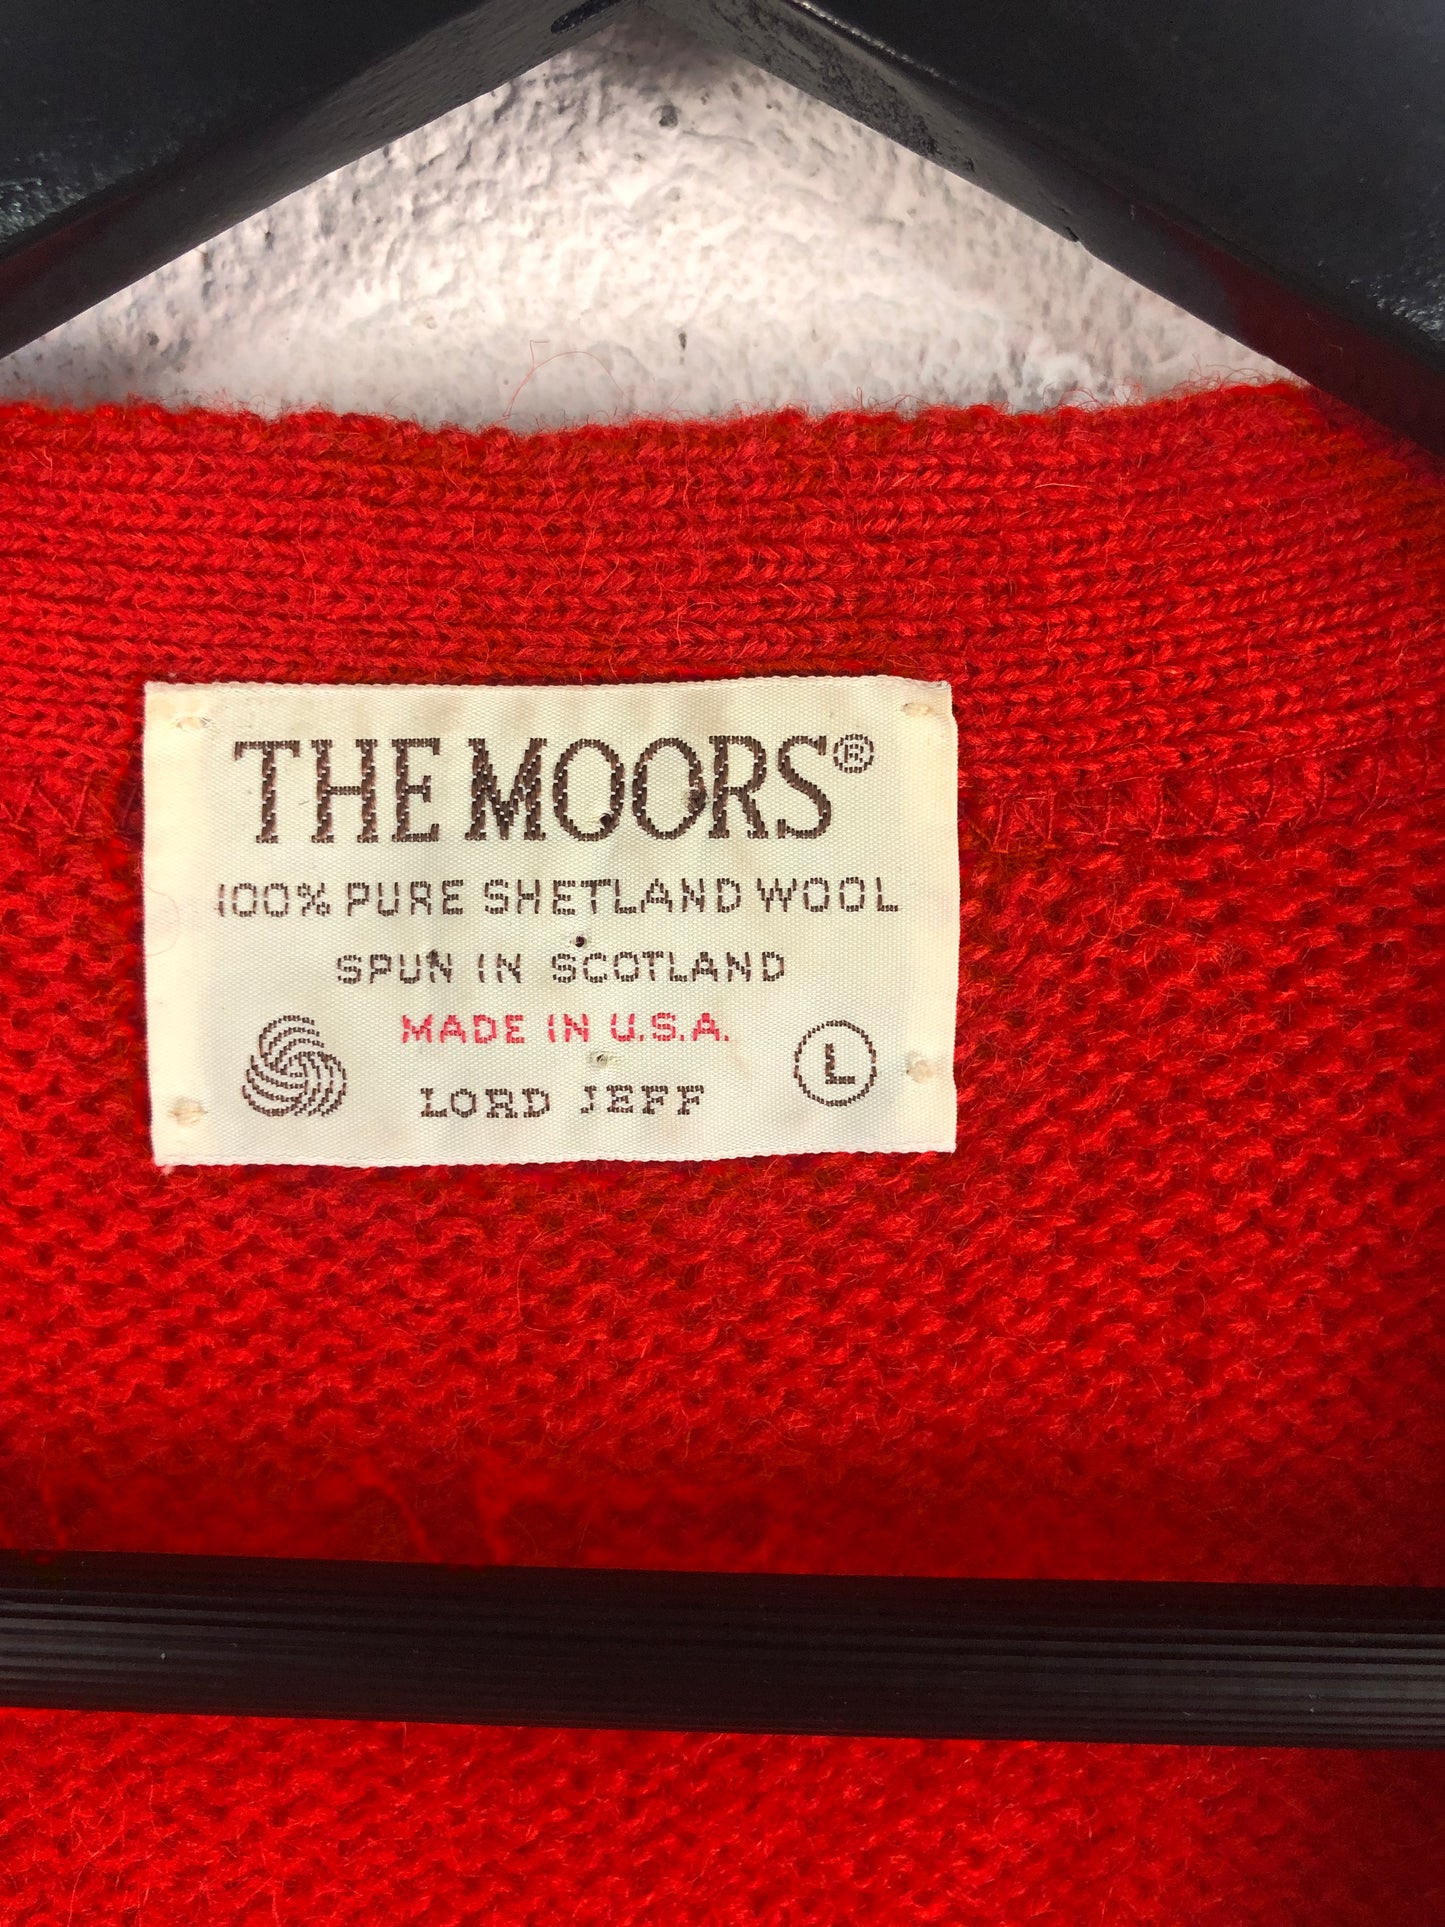 THE MOORS®
100% PURE SHETLAND WOOL
SPUN IN SCOTLAND
MADE IN U.S.A.
LORD JEFF
L